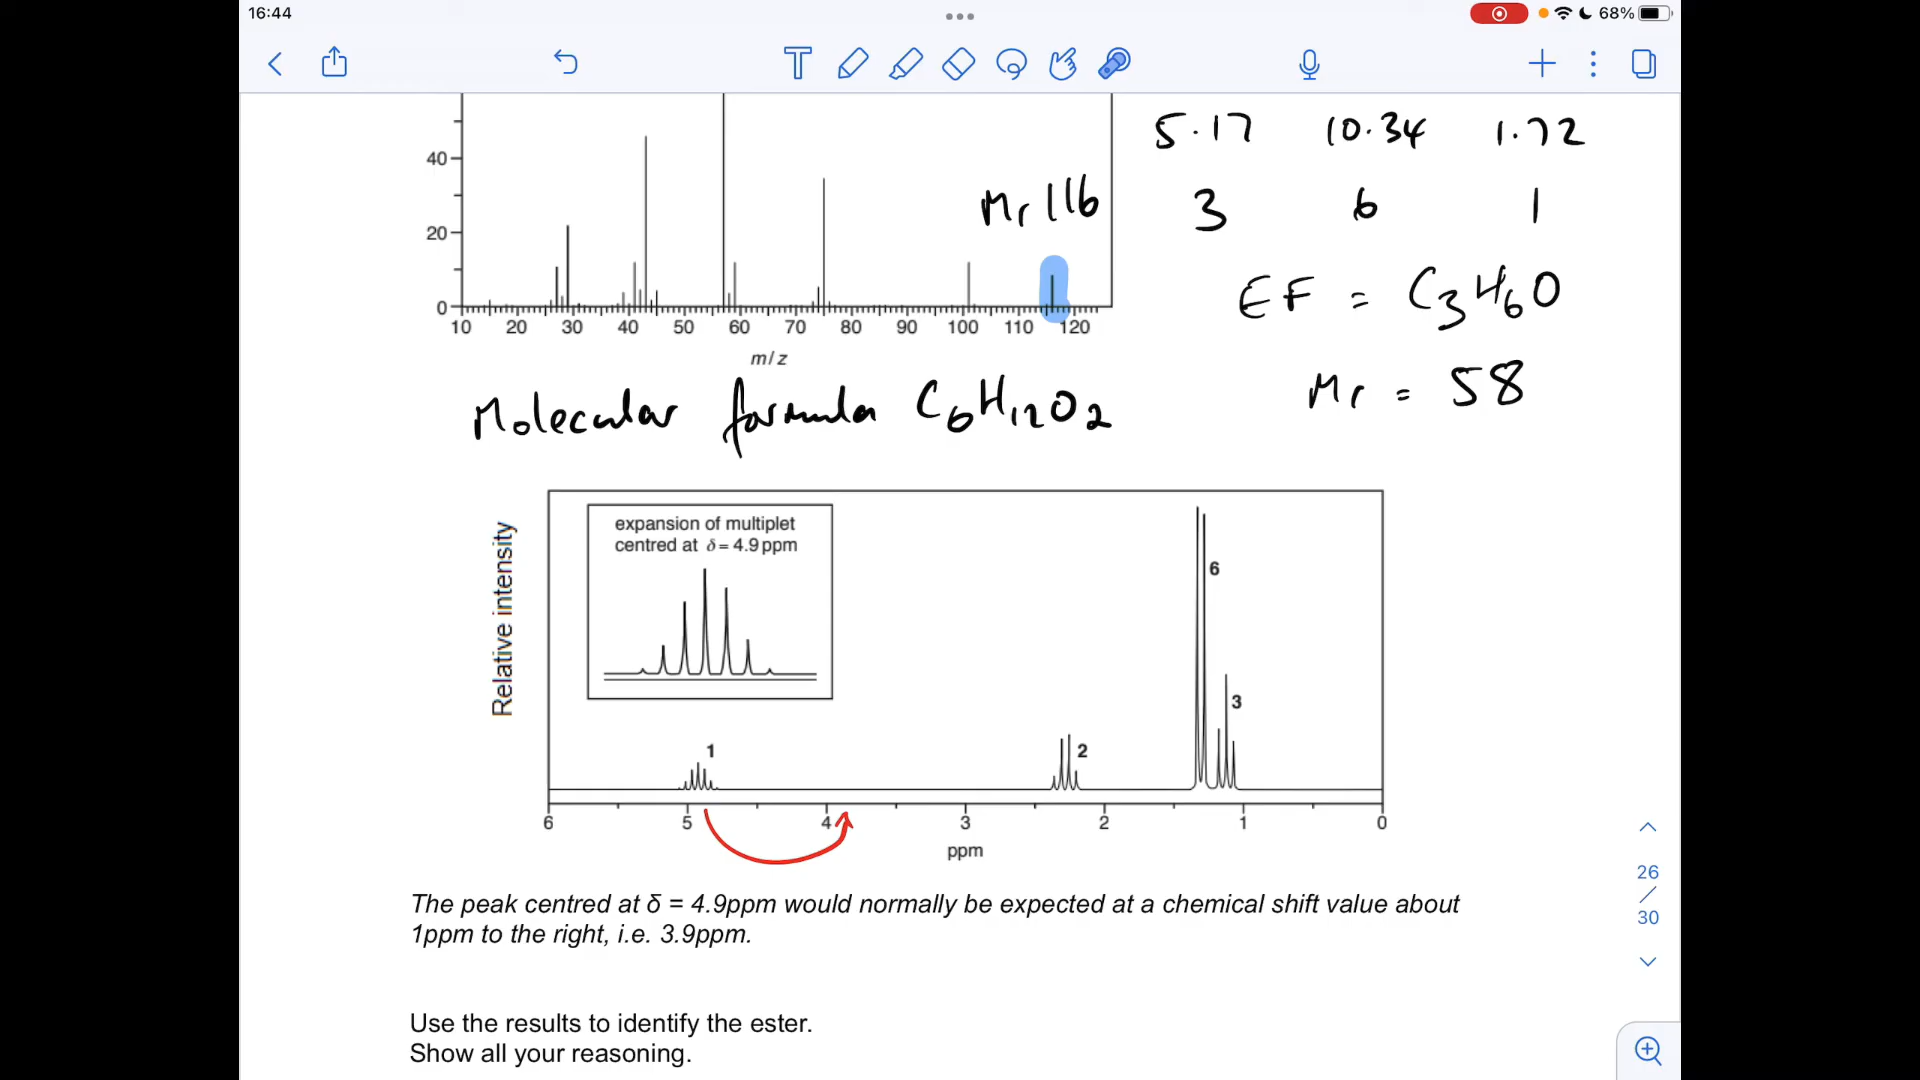 16:44
68%
5.17 10.34 1.72
40
Mr 116
3 6 1
20
EF = C3H6O
0
10 20 30 40 50 60 70 80 90 100 110 120
m/z
Mr = 58
Molecular formula C6H12O2
expansion of multiplet
centred at δ = 4.9 ppm
Relative intensity
6
3
1
2
6 5 4 3 2 1 0
ppm
26
30
The peak centred at δ = 4.9ppm would normally be expected at a chemical shift value about
1ppm to the right, i.e. 3.9ppm.
Use the results to identify the ester.
Show all your reasoning.